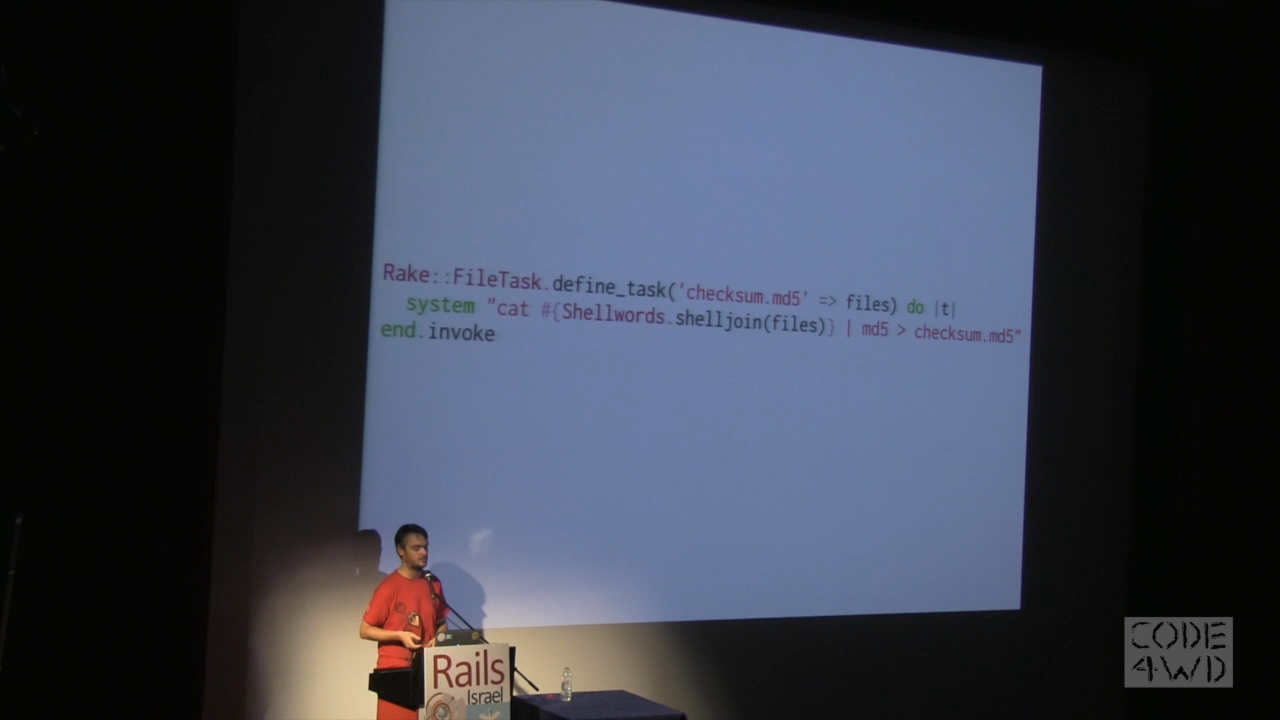 Rake::FileTask.define_task('checksum.md5' => files) do |t|
system "cat #{Shellwords.shelljoin(files)} | md5 > checksum.md5"
end.invoke
Rails
Israel
CODE
4WD